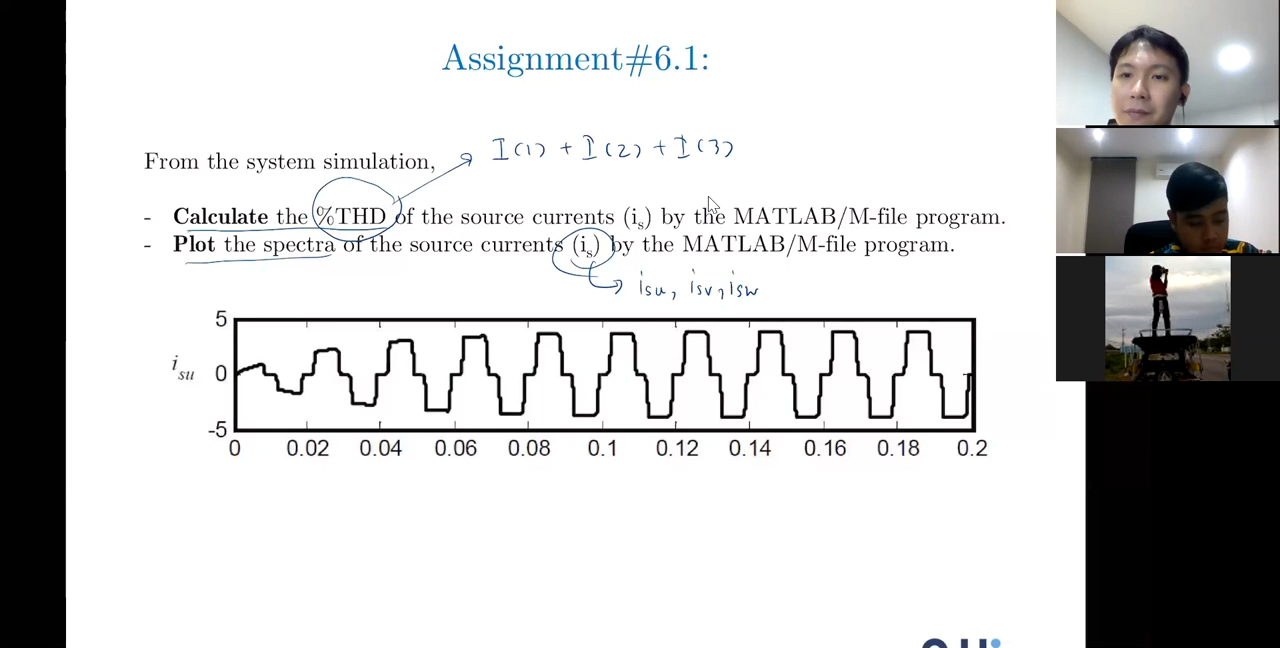 Assignment#6.1:
I(1) + I(2) + I(3)
From the system simulation,
- Calculate the %THD of the source currents (is) by the MATLAB/M-file program.
- Plot the spectra of the source currents (is) by the MATLAB/M-file program.
isu, isv, isw
5
isu 0
-5
0 0.02 0.04 0.06 0.08 0.1 0.12 0.14 0.16 0.18 0.2